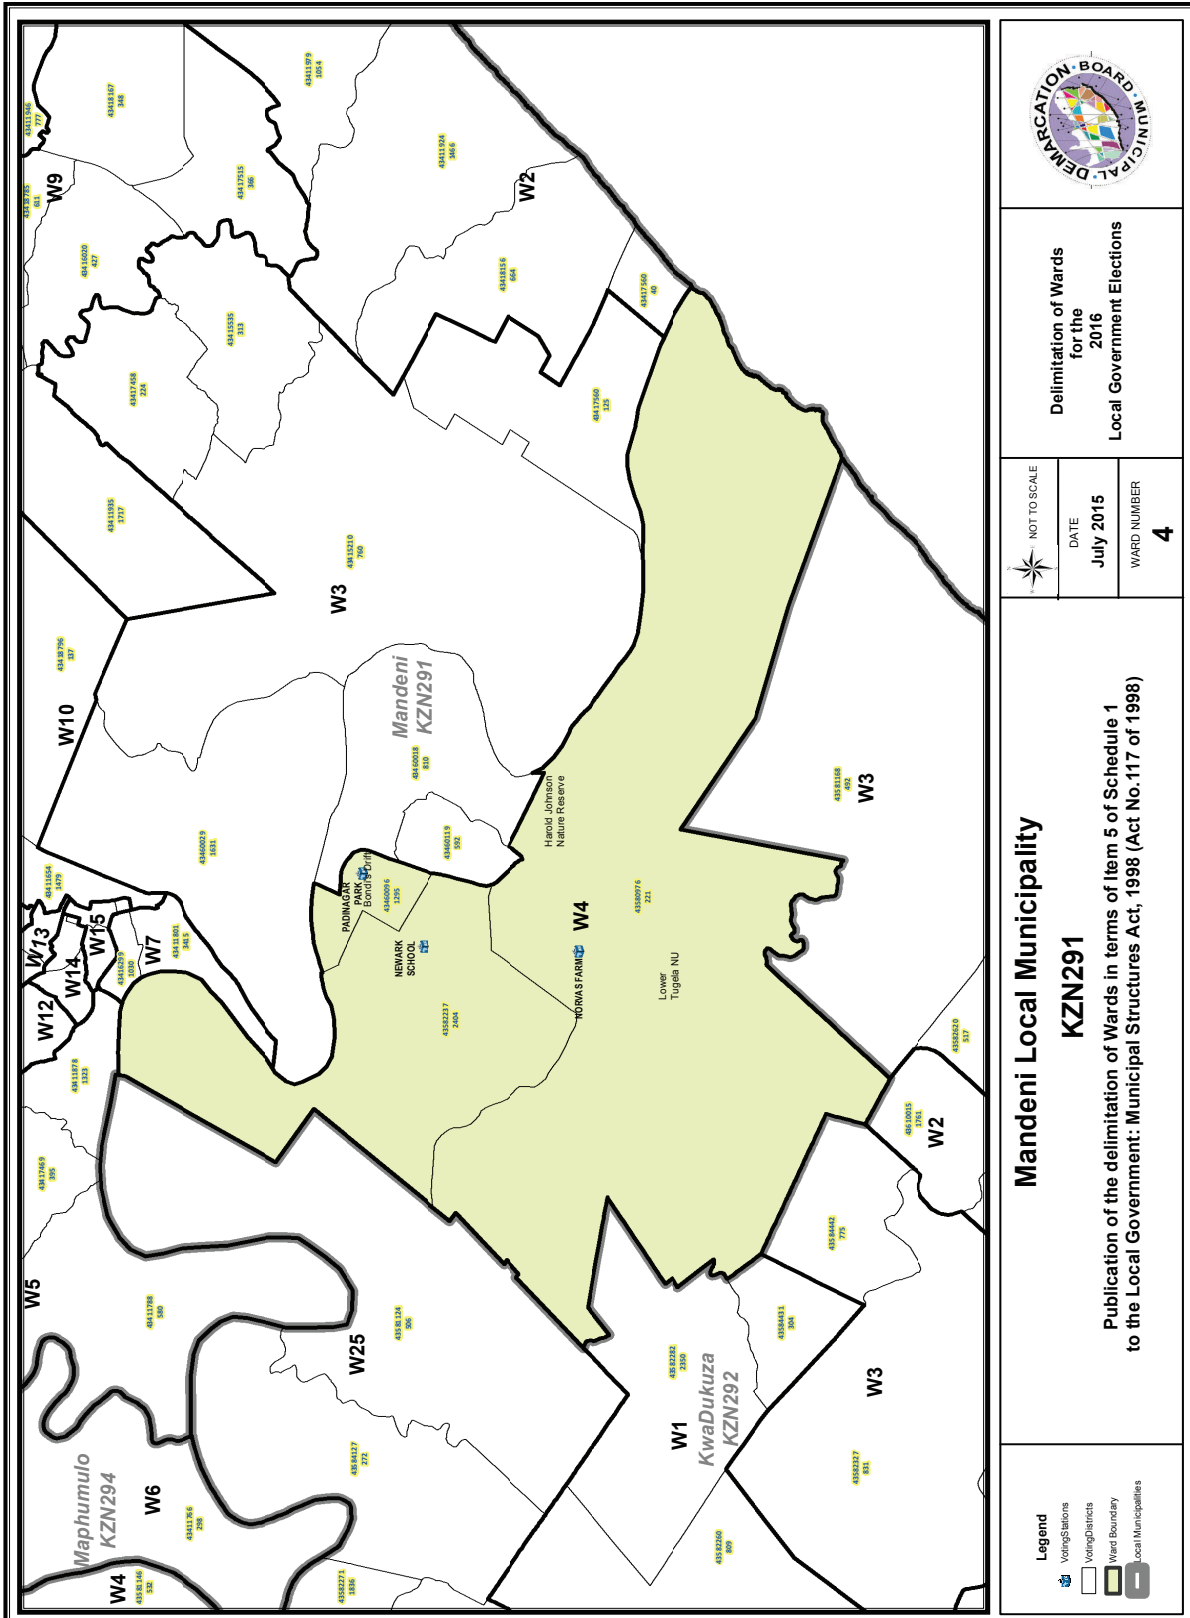 43411946
777
43418167
348
43411979
1054
43418785
611
W9
43416020
427
43417515
366
43411924
1466
W2
43418156
664
43417560
40
43415535
313
43417458
224
43417560
125
43411935
1717
43415210
760
W3
43418796
137
W10
Mandeni
KZN291
43460018
810
43460029
1631
43460119
592
Harold Johnson
Nature Reserve
43581168
492
W3
43411654
1479
W13
W15
W14
W12
W7
43416299
1030
43411801
3415
PADINAGAR
PARK
Bond's Drift
43460096
1295
NEWARK
SCHOOL
NORVAS FARM
W4
43580976
221
Lower
Tugela NU
43582237
2404
43411878
1323
43417469
395
W5
43411788
580
W25
43581124
506
43582620
517
43610015
1761
W2
43584442
775
43584431
304
W3
43582282
2350
W1
KwaDukuza
KZN292
43582327
831
43582260
809
43584127
272
Maphumulo
KZN294
W6
43411766
298
W4
43581146
532
43582271
1836
Legend
VotingStations
VotingDistricts
Ward Boundary
Local Municipalities
Mandeni Local Municipality
KZN291
Publication of the delimitation of Wards in terms of Item 5 of Schedule 1
to the Local Government: Municipal Structures Act, 1998 (Act No. 117 of 1998)
NOT TO SCALE
DATE
July 2015
WARD NUMBER
4
Delimitation of Wards
for the
2016
Local Government Elections
MUNICIPAL · DEMARCATION · BOARD